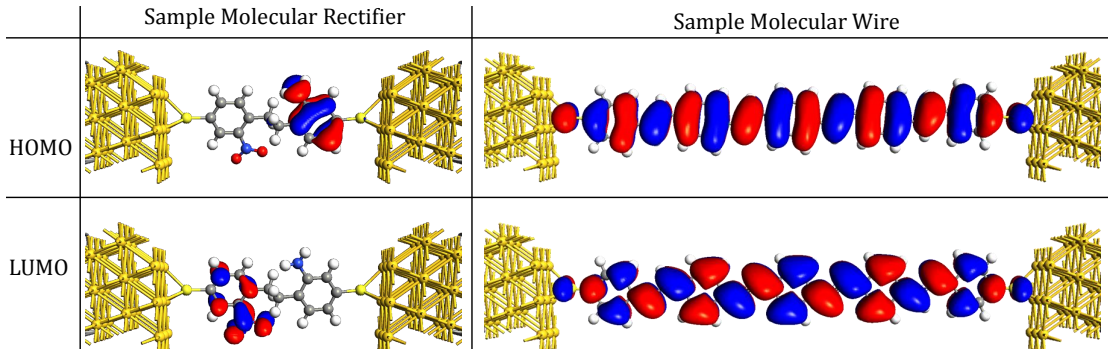 Sample Molecular Rectifier
Sample Molecular Wire
HOMO
LUMO